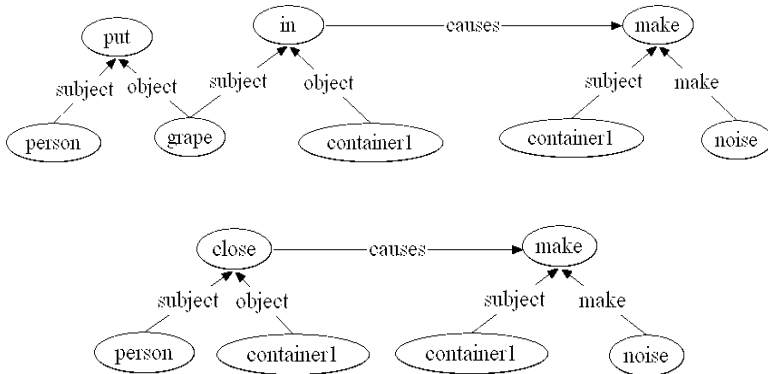 put
in
causes
make
subject
object
subject
object
subject
make
person
grape
container1
container1
noise
close
causes
make
subject
object
subject
make
person
container1
container1
noise